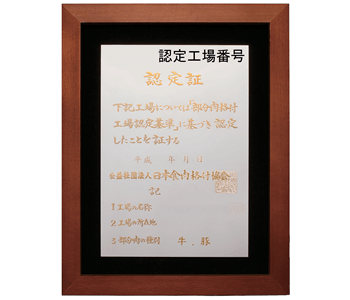 認定工場番号
認定証
下記工場については「部分肉格付
工場認定基準」に基づき認定
したことを証する
平成 年 月 日
公益社団法人 日本食肉格付協会
記
1.工場の名称
2.工場の所在地
3.部分肉の種別 牛、豚